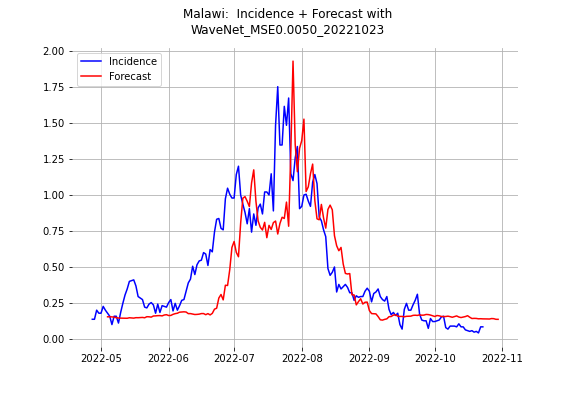 Malawi:  Incidence + Forecast with
WaveNet_MSE0.0050_20221023
2.00
1.75
1.50
1.25
1.00
0.75
0.50
0.25
0.00
Incidence
Forecast
2022-05 2022-06 2022-07 2022-08 2022-09 2022-10 2022-11